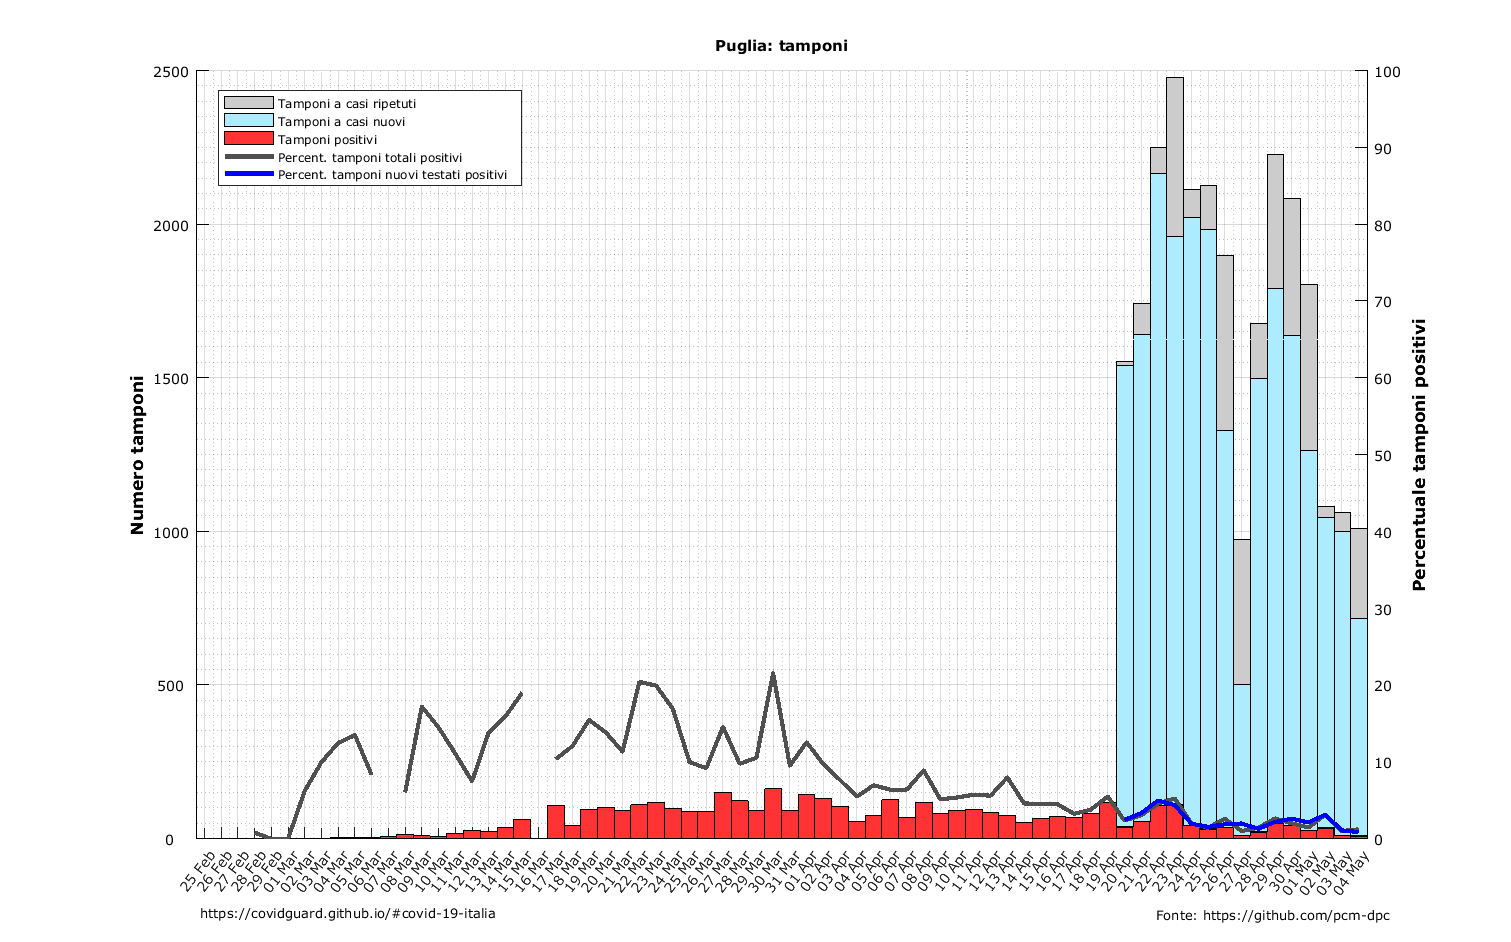 Puglia: tamponi
Tamponi a casi ripetuti
Tamponi a casi nuovi
Tamponi positivi
Percent. tamponi totali positivi
Percent. tamponi nuovi testati positivi
Numero tamponi
2500
2000
1500
1000
500
0
Percentuale tamponi positivi
100
90
80
70
60
50
40
30
20
10
0
25 Feb
26 Feb
27 Feb
28 Feb
29 Feb
01 Mar
02 Mar
03 Mar
04 Mar
05 Mar
06 Mar
07 Mar
08 Mar
09 Mar
10 Mar
11 Mar
12 Mar
13 Mar
14 Mar
15 Mar
16 Mar
17 Mar
18 Mar
19 Mar
20 Mar
21 Mar
22 Mar
23 Mar
24 Mar
25 Mar
26 Mar
27 Mar
28 Mar
29 Mar
30 Mar
31 Mar
01 Apr
02 Apr
03 Apr
04 Apr
05 Apr
06 Apr
07 Apr
08 Apr
09 Apr
10 Apr
11 Apr
12 Apr
13 Apr
14 Apr
15 Apr
16 Apr
17 Apr
18 Apr
19 Apr
20 Apr
21 Apr
22 Apr
23 Apr
24 Apr
25 Apr
26 Apr
27 Apr
28 Apr
29 Apr
30 Apr
01 May
02 May
03 May
04 May
https://covidguard.github.io/#covid-19-italia
Fonte: https://github.com/pcm-dpc